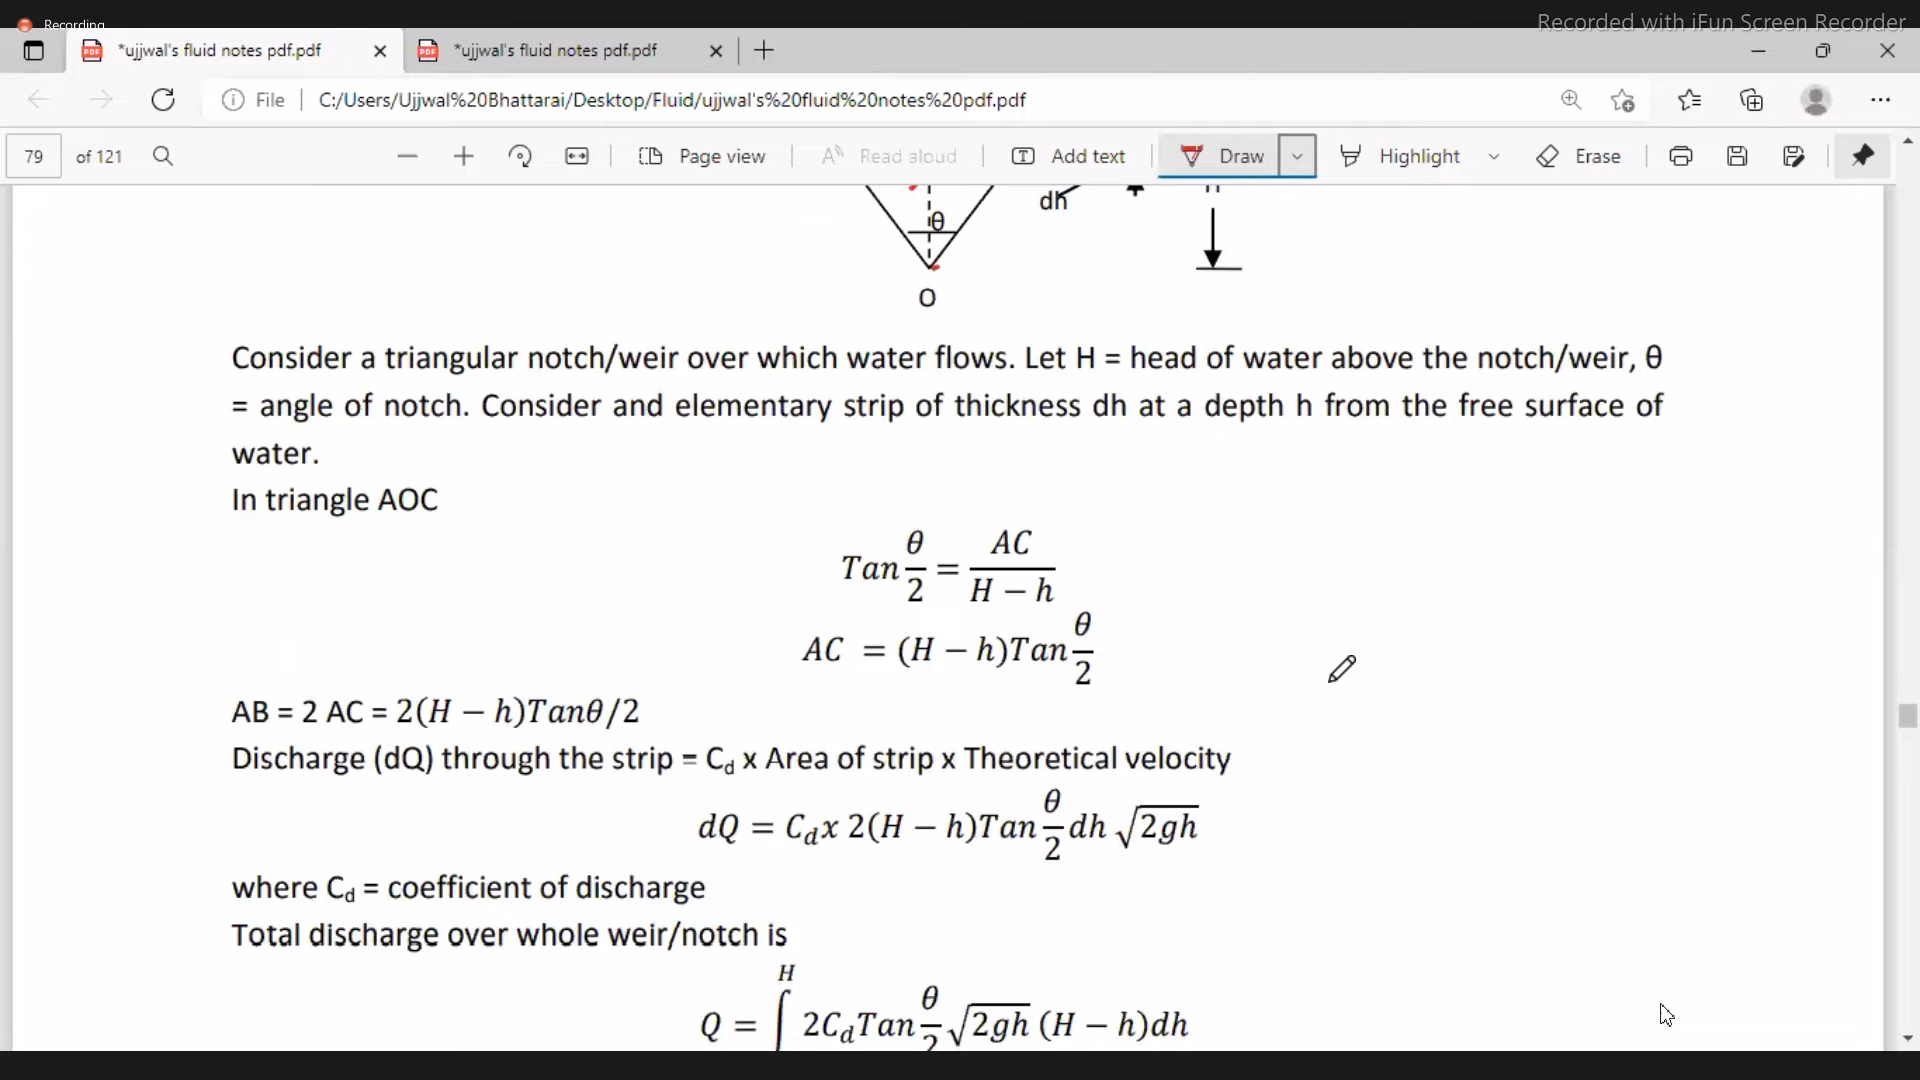 Recording
Recorded with iFun Screen Recorder
*ujjwal's fluid notes pdf.pdf
*ujjwal's fluid notes pdf.pdf
File
C:/Users/Ujjwal%20Bhattarai/Desktop/Fluid/ujjwal's%20fluid%20notes%20pdf.pdf
79 of 121
Page view
Read aloud
Add text
Draw
Highlight
Erase
dh
θ
O
Consider a triangular notch/weir over which water flows. Let H = head of water above the notch/weir, θ
= angle of notch. Consider and elementary strip of thickness dh at a depth h from the free surface of
water.
In triangle AOC
Tan θ/2 = AC/(H − h)
AC = (H − h)Tan θ/2
AB = 2 AC = 2(H − h)Tanθ/2
Discharge (dQ) through the strip = Cd x Area of strip x Theoretical velocity
dQ = Cd x 2(H − h)Tan θ/2 dh √2gh
where Cd = coefficient of discharge
Total discharge over whole weir/notch is
Q = ∫ H 2CdTan θ/2 √2gh (H − h)dh